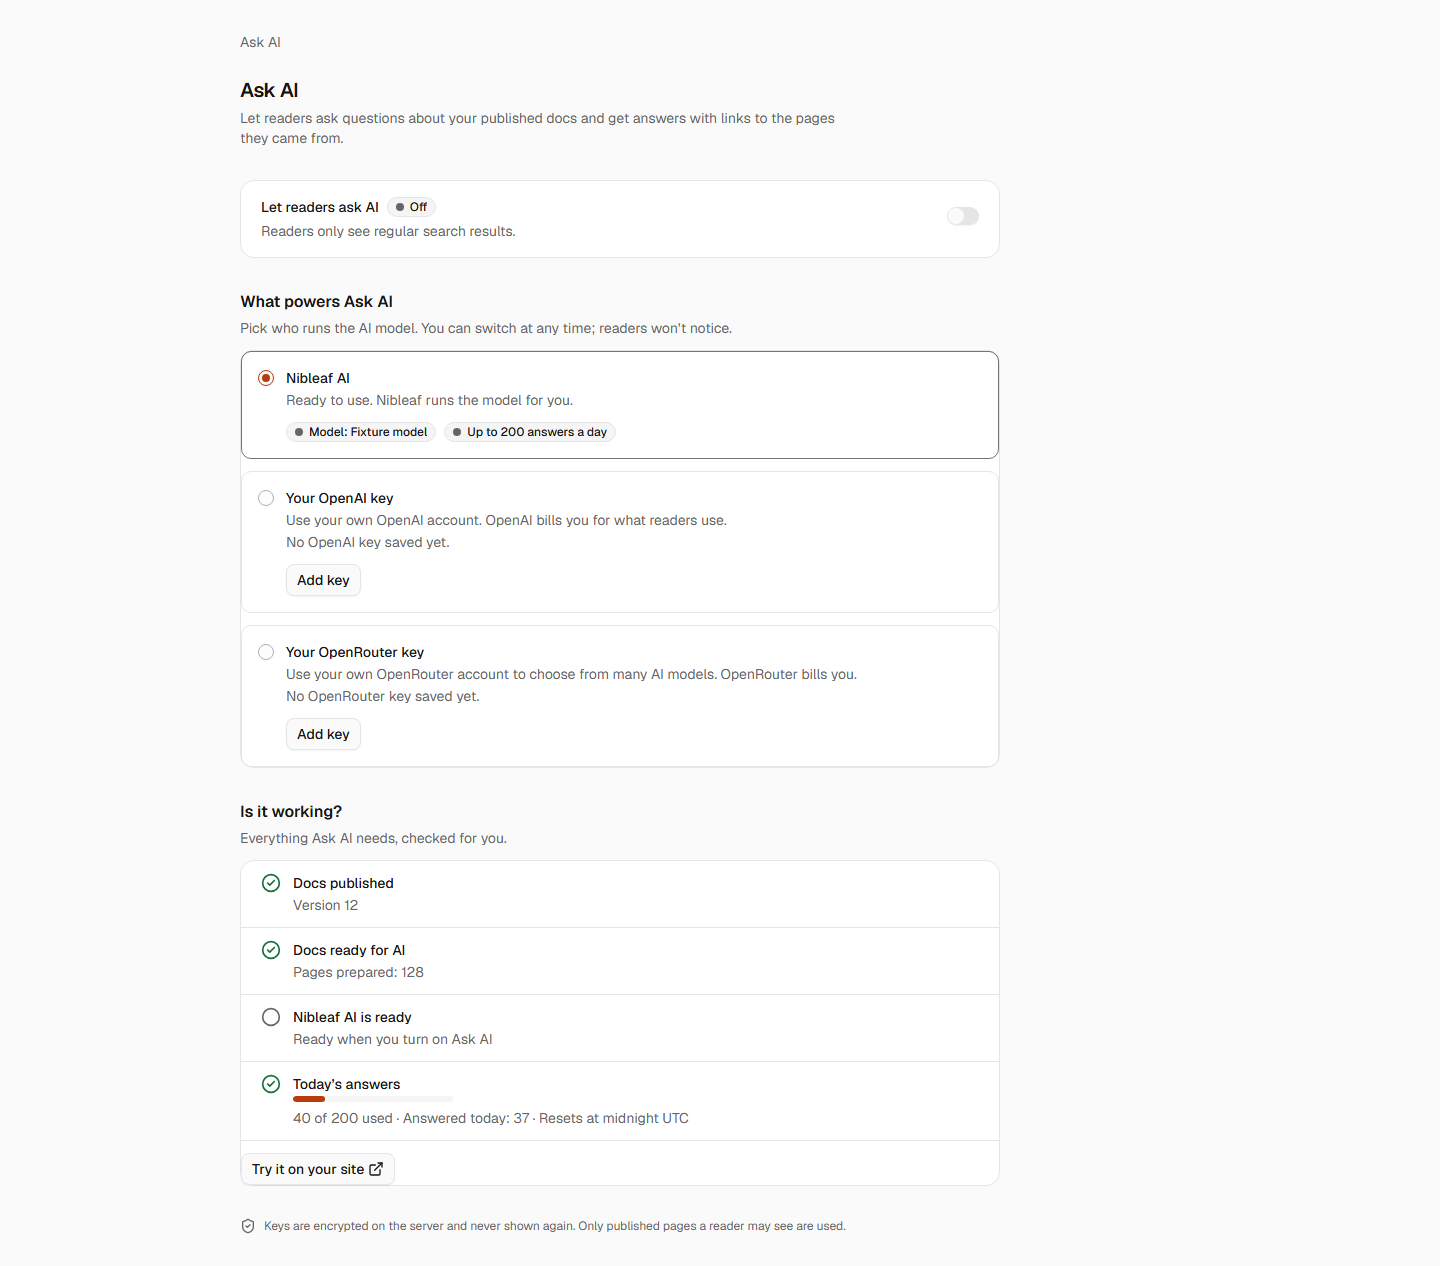 Ask AI
Ask AI
Let readers ask questions about your published docs and get answers with links to the pages
they came from.
Let readers ask AI
Off
Readers only see regular search results.
What powers Ask AI
Pick who runs the AI model. You can switch at any time; readers won’t notice.
Nibleaf AI
Ready to use. Nibleaf runs the model for you.
Model: Fixture model
Up to 200 answers a day
Your OpenAI key
Use your own OpenAI account. OpenAI bills you for what readers use.
No OpenAI key saved yet.
Add key
Your OpenRouter key
Use your own OpenRouter account to choose from many AI models. OpenRouter bills you.
No OpenRouter key saved yet.
Add key
Is it working?
Everything Ask AI needs, checked for you.
Docs published
Version 12
Docs ready for AI
Pages prepared: 128
Nibleaf AI is ready
Ready when you turn on Ask AI
Today’s answers
40 of 200 used · Answered today: 37 · Resets at midnight UTC
Try it on your site
Keys are encrypted on the server and never shown again. Only published pages a reader may see are used.